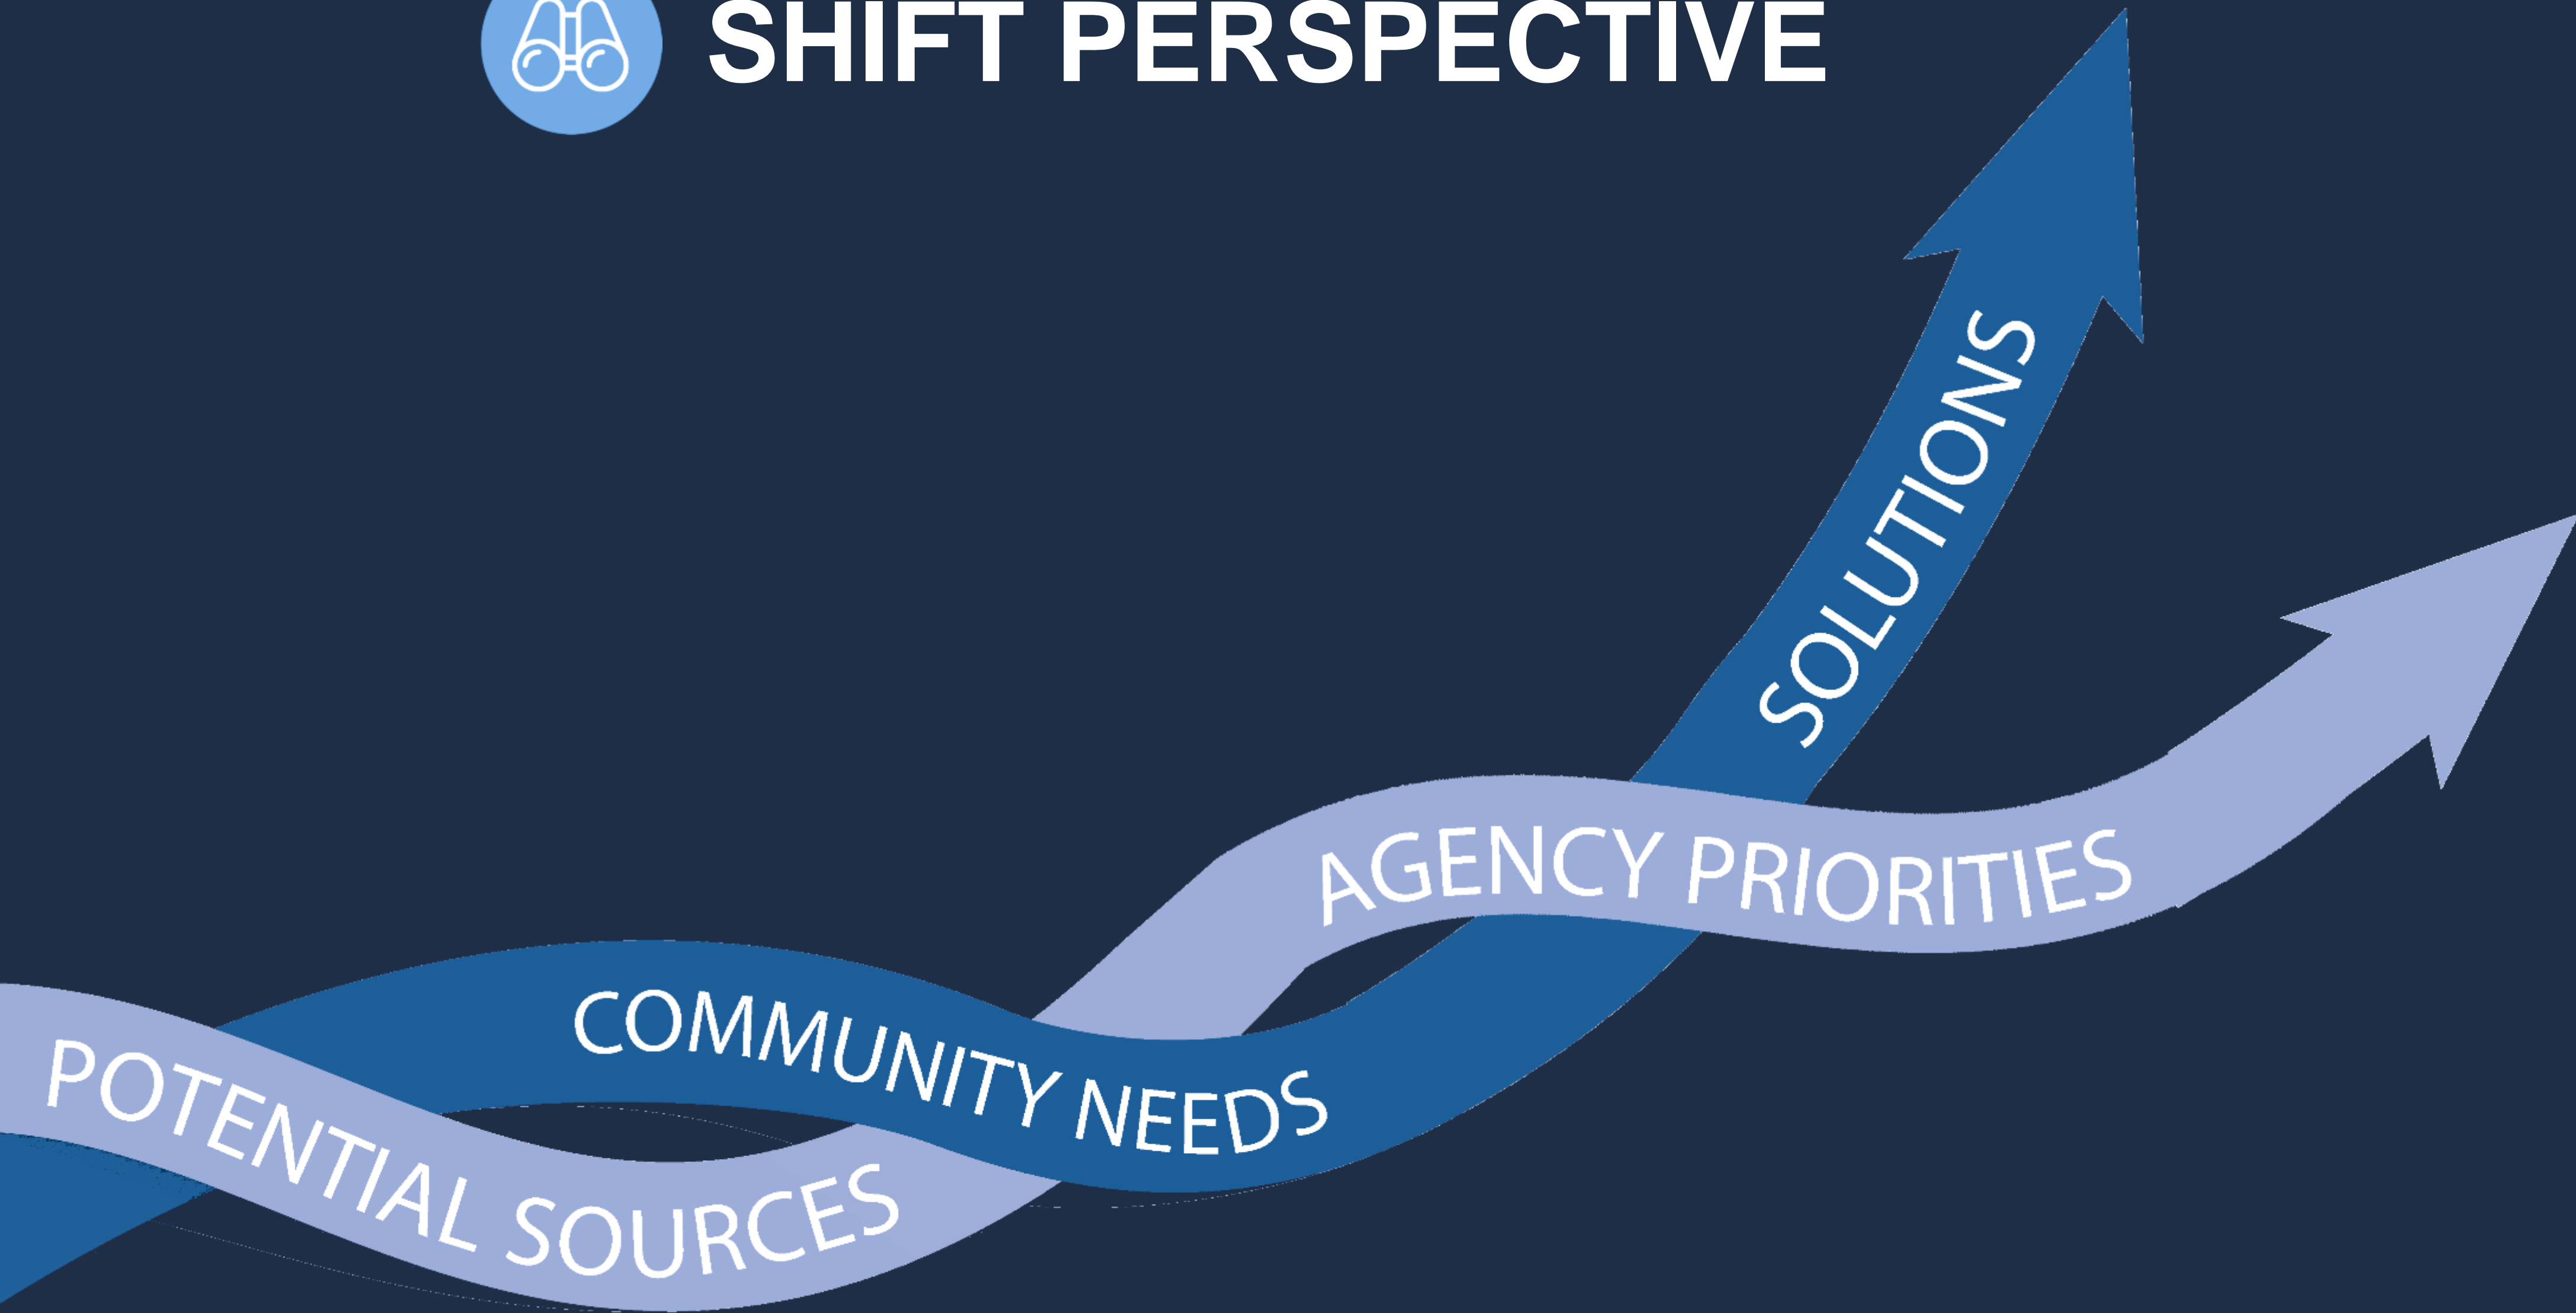 SHIFT PERSPECTIVE
SOLUTIONS
AGENCY PRIORITIES
COMMUNITY NEEDS
POTENTIAL SOURCES